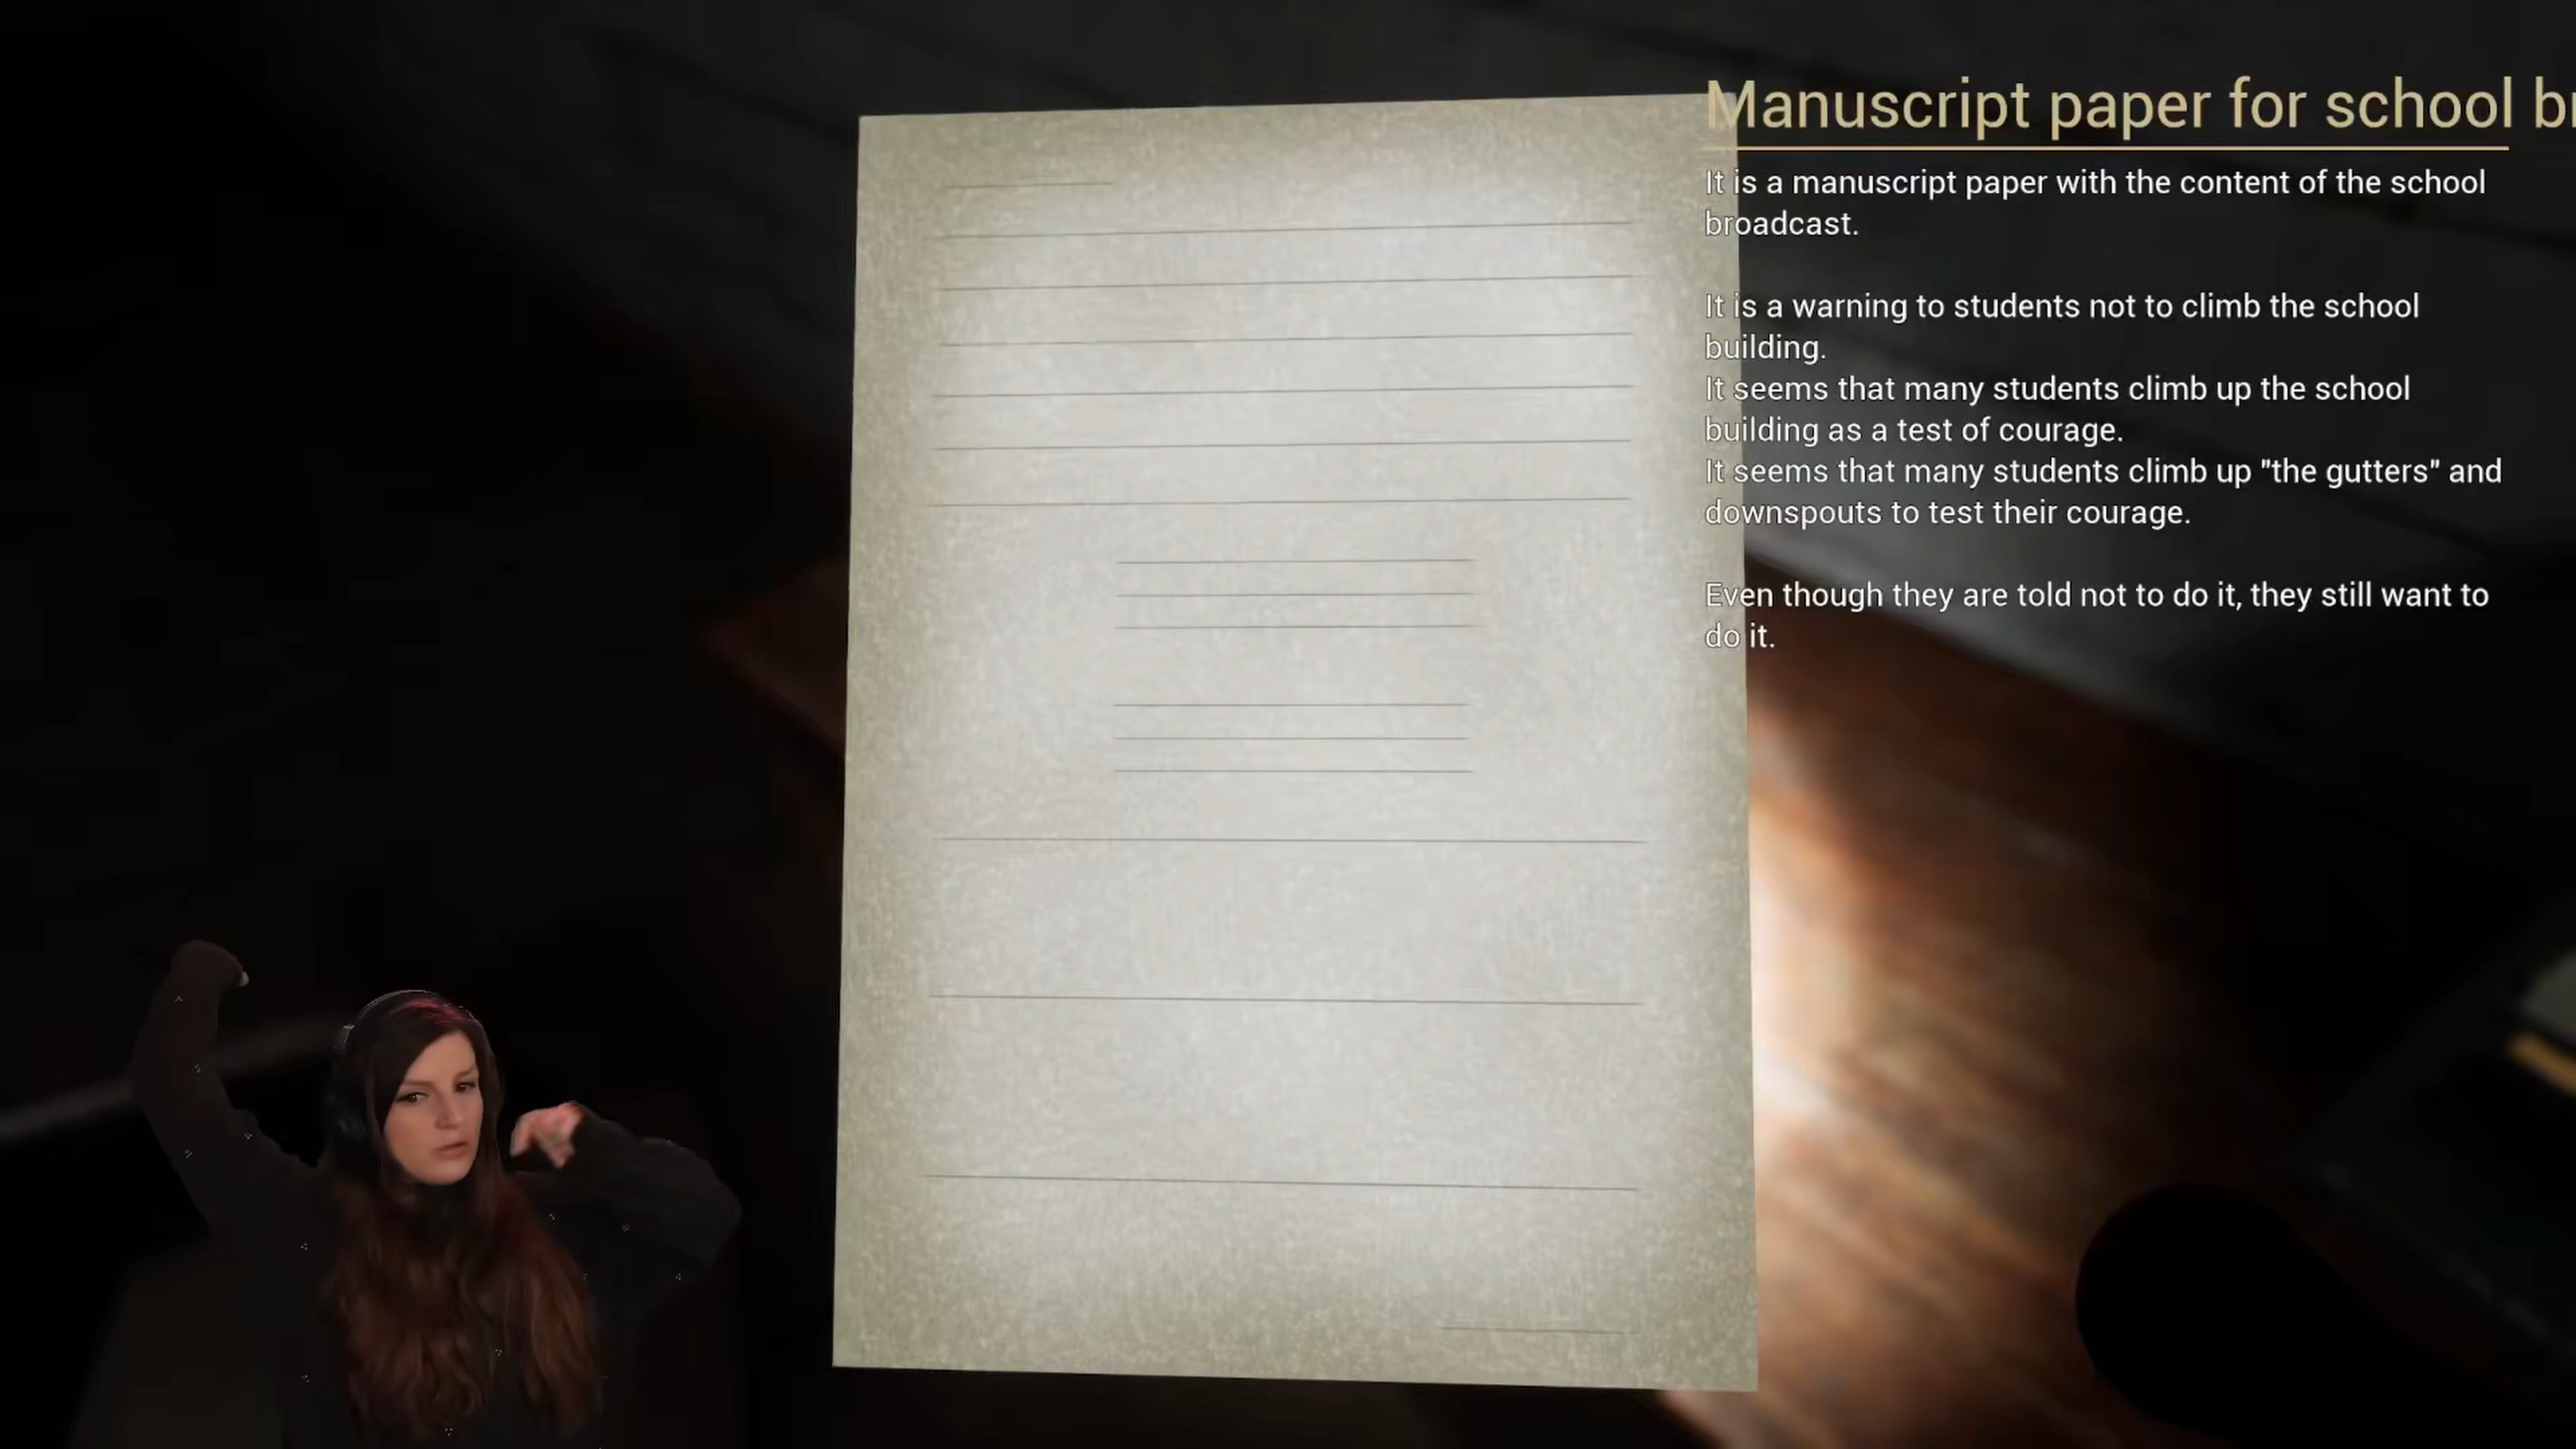 Manuscript paper for school
It is a manuscript paper with the content of the school
broadcast.
It is a warning to students not to climb the school
building.
It seems that many students climb up the school
building as a test of courage.
It seems that many students climb up "the gutters" and
downspouts to test their courage.
Even though they are told not to do it, they still want to
do it.